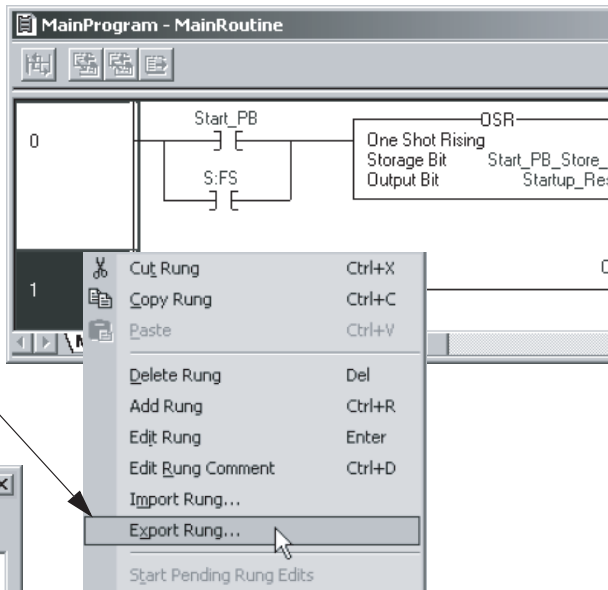 MainProgram - MainRoutine
0
Start_PB
S:FS
OSR
One Shot Rising
Storage Bit Start_PB_Store_
Output Bit Startup_Res
1
Cut Rung Ctrl+X
Copy Rung Ctrl+C
Paste Ctrl+V
Delete Rung Del
Add Rung Ctrl+R
Edit Rung Enter
Edit Rung Comment Ctrl+D
Import Rung...
Export Rung...
Start Pending Rung Edits